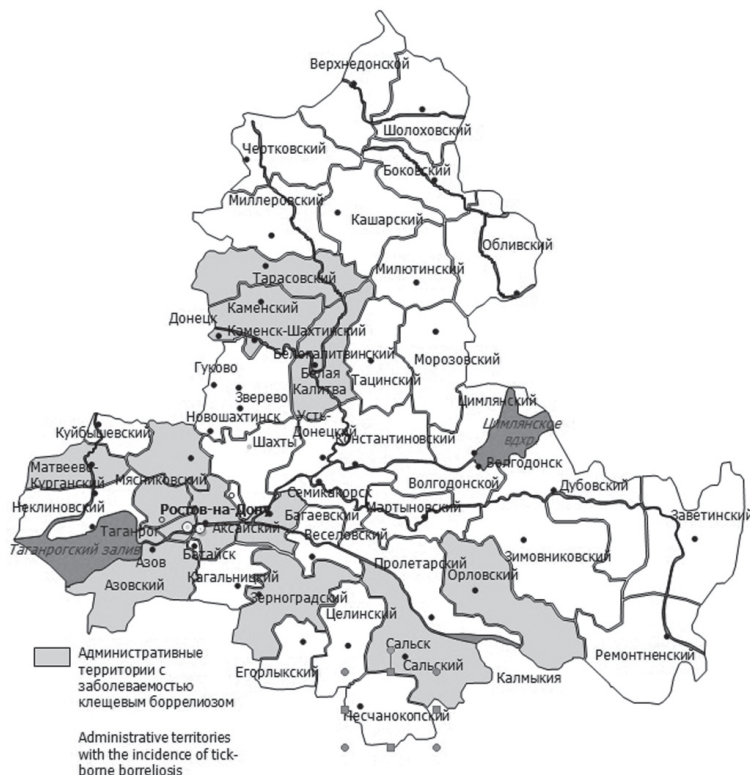 Верхнедонской
Шолоховский
Чертковский
Боковский
Миллеровский
Кашарский
Обливский
Милютинский
Тарасовский
Каменский
Донецк
Каменск-Шахтинский
Белокалитвинский
Морозовский
Гуково
Белая
Калитва
Тацинский
Зверево
Цимлянский
Новошахтинск
Усть-
Донецкий
Цимлянское
вдхр
Куйбышевский
Шахты
Константиновский
Матвеево-
Курганский
Мясниковский
Волгодонск
Волгодонской
Дубовский
Семикаракорск
Неклиновский
Ростов-на-Дону
Багаевский
Мартыновский
Заветинский
Таганрог
Аксайский
Веселовский
Таганрогский залив
Батайск
Зимовниковский
Азов
Пролетарский
Азовский
Кагальницкий
Орловский
Зерноградский
Целинский
Сальск
Сальский
Егорлыкский
Калмыкия
Ремонтненский
Песчанокопский
Административные
территории с
заболеваемостью
клещевым боррелиозом
Administrative territories
with the incidence of tick-
borne borreliosis